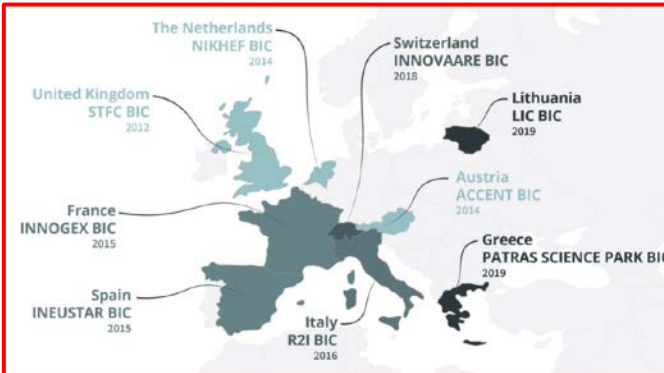 The Netherlands
NIKHEF BIC
2014
Switzerland
INNOVAARE BIC
2018
United Kingdom
STFC BIC
2012
Lithuania
LIC BIC
2019
Austria
ACCENT BIC
2014
France
INNOGEX BIC
2015
Greece
PATRAS SCIENCE PARK BIC
2019
Spain
INEUSTAR BIC
2015
Italy
R2I BIC
2016